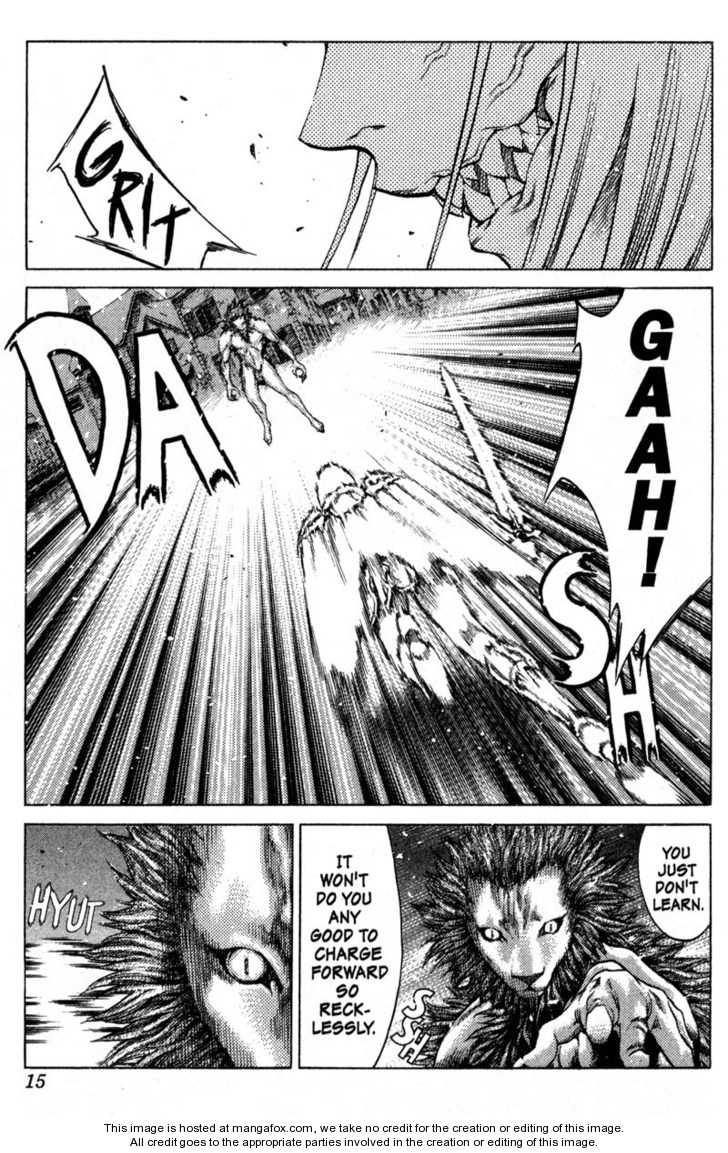 GRIT
GAAH!
DA
SH
YOU
JUST
DON'T
LEARN.
SSH
IT
WON'T
DO YOU
ANY
GOOD TO
CHARGE
FORWARD
SO
RECK-
LESSLY.
HYUT
15
This image is hosted at mangafox.com, we take no credit for the creation or editing of this image.
All credit goes to the appropriate parties involved in the creation or editing of this image.